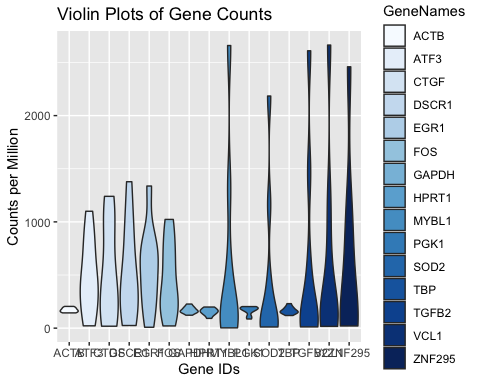 Violin Plots of Gene Counts
Counts per Million
2000
1000
0
Gene IDs
GeneNames
ACTB
ATF3
CTGF
DSCR1
EGR1
FOS
GAPDH
HPRT1
MYBL1
PGK1
SOD2
TBP
TGFB2
VCL1
ZNF295